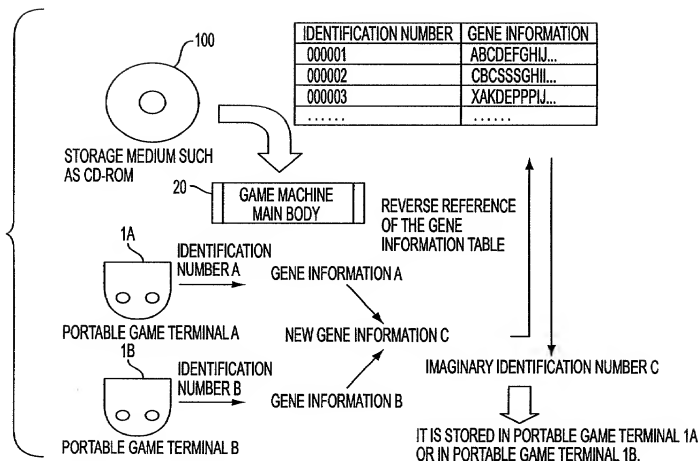 100
STORAGE MEDIUM SUCH
AS CD-ROM
IDENTIFICATION NUMBER GENE INFORMATION
000001 ABCDEFGHIJ...
000002 CBCSSSGHII...
000003 XAKDEPPPIJ...
...... ......
20
GAME MACHINE
MAIN BODY
REVERSE REFERENCE
OF THE GENE
INFORMATION TABLE
1A
IDENTIFICATION
NUMBER A
GENE INFORMATION A
PORTABLE GAME TERMINAL A
NEW GENE INFORMATION C
1B
IDENTIFICATION
NUMBER B
GENE INFORMATION B
PORTABLE GAME TERMINAL B
IMAGINARY IDENTIFICATION NUMBER C
IT IS STORED IN PORTABLE GAME TERMINAL 1A
OR IN PORTABLE GAME TERMINAL 1B.